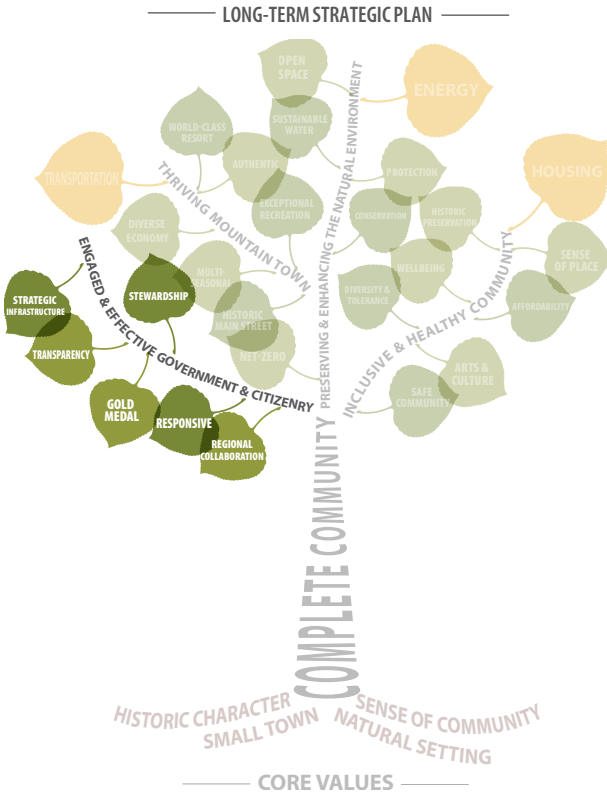 LONG-TERM STRATEGIC PLAN
OPEN
SPACE
ENERGY
SUSTAINABLE
WATER
WORLD-CLASS
RESORT
AUTHENTIC
TRANSPORTATION
EXCEPTIONAL
RECREATION
PROTECTION
HOUSING
CONSERVATION
HISTORIC
PRESERVATION
DIVERSE
ECONOMY
THRIVING MOUNTAIN TOWN
PRESERVING & ENHANCING THE NATURAL ENVIRONMENT
MULTI-
SEASONAL
WELLBEING
SENSE
OF PLACE
DIVERSITY &
TOLERANCE
AFFORDABILITY
STRATEGIC
INFRASTRUCTURE
STEWARDSHIP
HISTORIC
MAIN STREET
NET-ZERO
TRANSPARENCY
ENGAGED & EFFECTIVE GOVERNMENT & CITIZENRY
INCLUSIVE & HEALTHY COMMUNITY
ARTS &
CULTURE
SAFE
COMMUNITY
GOLD
MEDAL
RESPONSIVE
REGIONAL
COLLABORATION
COMPLETE COMMUNITY
HISTORIC CHARACTER
SMALL TOWN
SENSE OF COMMUNITY
NATURAL SETTING
CORE VALUES